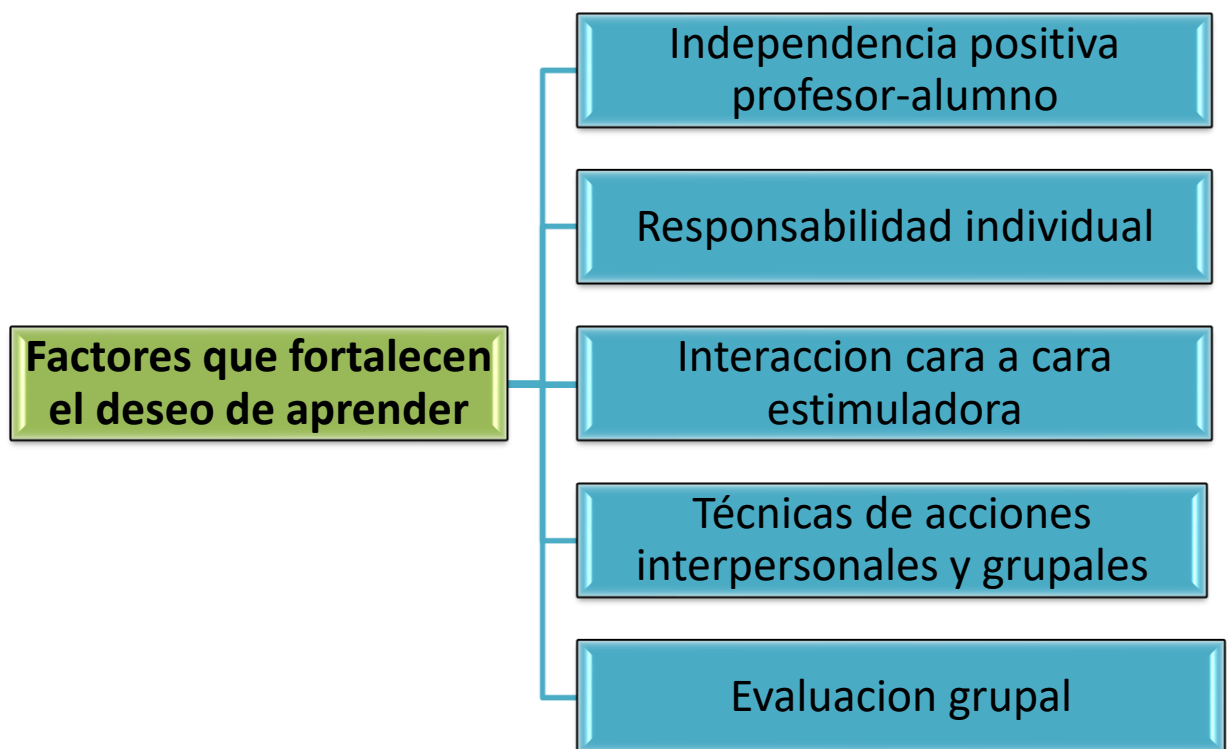 Independencia positiva
profesor-alumno
Responsabilidad individual
Factores que fortalecen
el deseo de aprender
Interaccion cara a cara
estimuladora
Técnicas de acciones
interpersonales y grupales
Evaluacion grupal